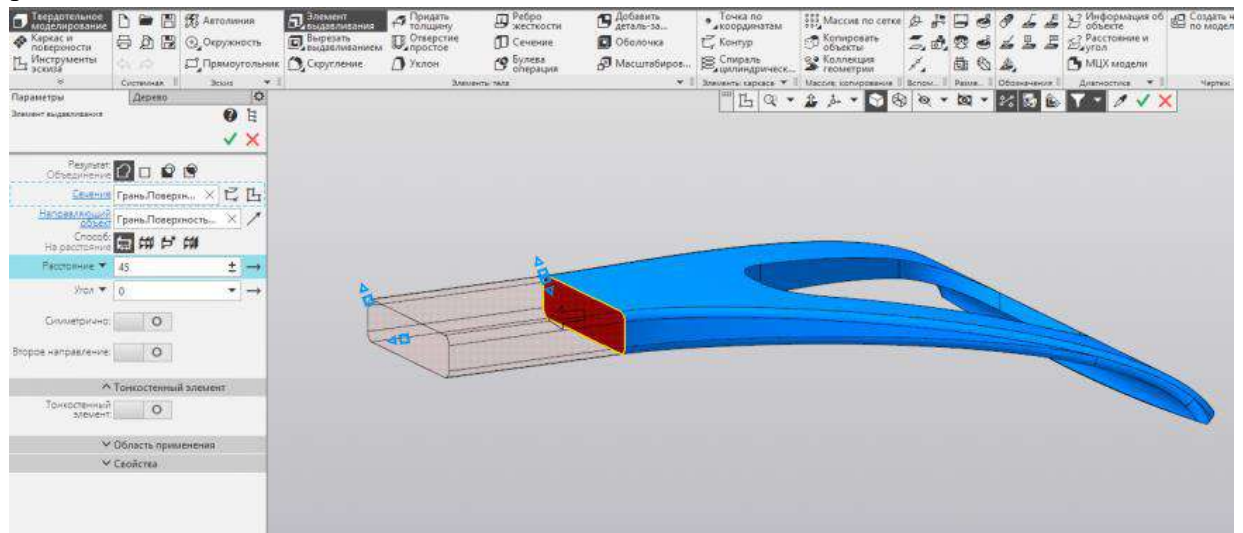 Твердотельное моделирование
Каркас и поверхности
Инструменты эскиза
Системная
Автолиния
Окружность
Прямоугольник
Эскиз
Элемент выдавливания
Вырезать выдавливанием
Скругление
Придать толщину
Отверстие простое
Уклон
Ребро жесткости
Сечение
Булева операция
Добавить деталь-за...
Оболочка
Масштабиров...
Элементы тела
Точка по координатам
Контур
Спираль цилиндрическ...
Элементы каркаса
Массив по сетке
Копировать объекты
Коллекция геометрии
Массив, копирование
Вспом...
Разме...
Обозначения
Информация об объекте
Расстояние и угол
МЦХ модели
Диагностика
Создать ч
по модел
Чертеж
Параметры
Дерево
Элемент выдавливания
Результат:
Объединение
Сечения
Грань.Поверхн...
Направляющий объект
Грань.Поверхность...
Способ:
На расстояние
Расстояние
45
Угол
0
Симметрично:
Второе направление:
Тонкостенный элемент
Тонкостенный элемент:
Область применения
Свойства